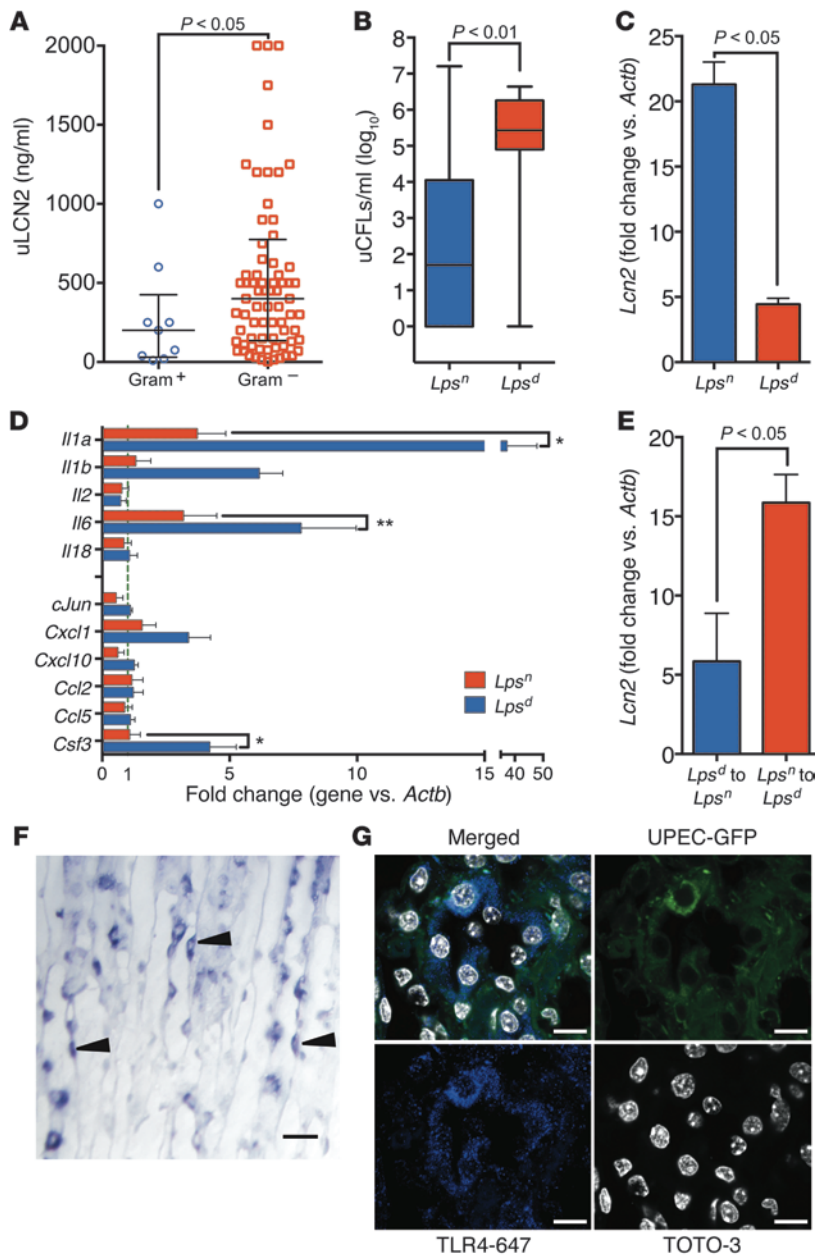 A
P < 0.05
uLCN2 (ng/ml)
2000
1500
1000
500
0
Gram +
Gram –
B
P < 0.01
uCFLs/ml (log10)
8
7
6
5
4
3
2
1
0
Lpsn
Lpsd
C
P < 0.05
Lcn2 (fold change vs. Actb)
25
20
15
10
5
0
Lpsn
Lpsd
D
Il1a
Il1b
Il2
Il6
Il18
cJun
Cxcl1
Cxcl10
Ccl2
Ccl5
Csf3
*
**
*
Lpsn
Lpsd
0 1 5 10 15 40 50
Fold change (gene vs. Actb)
E
P < 0.05
Lcn2 (fold change vs. Actb)
20
15
10
5
0
Lpsd to
Lpsn
Lpsn to
Lpsd
F
G
Merged
UPEC-GFP
TLR4-647
TOTO-3